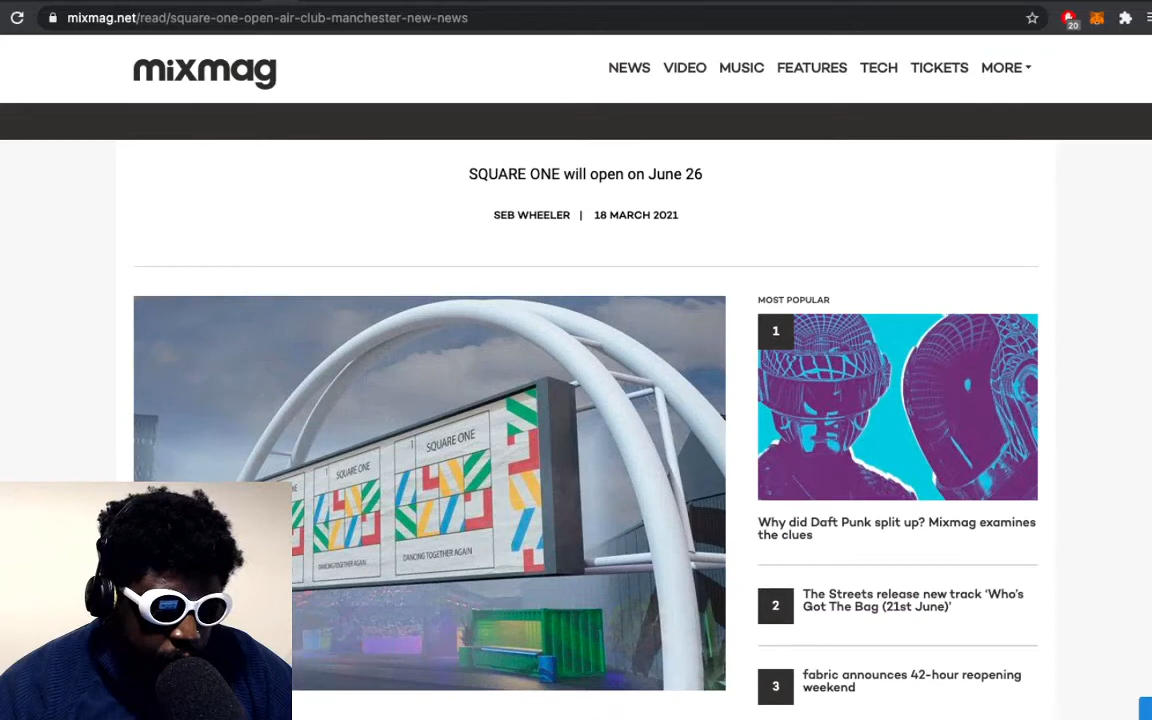 mixmag.net/read/square-one-open-air-club-manchester-new-news
20
mixmag
NEWS VIDEO MUSIC FEATURES TECH TICKETS MORE
SQUARE ONE will open on June 26
SEB WHEELER | 18 MARCH 2021
MOST POPULAR
1
SQUARE ONE
SQUARE ONE
DANCING TOGETHER AGAIN
DANCING TOGETHER AGAIN
Why did Daft Punk split up? Mixmag examines
the clues
2
The Streets release new track ‘Who’s
Got The Bag (21st June)’
3
fabric announces 42-hour reopening
weekend